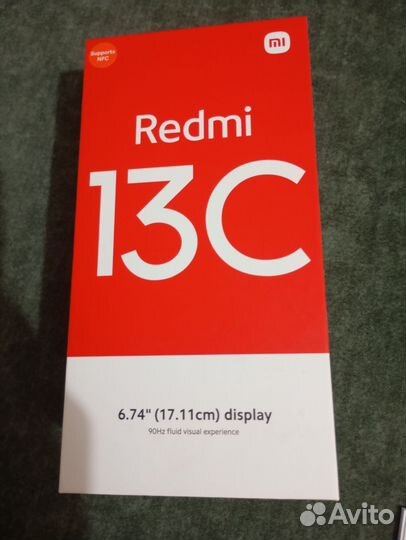 Supports
NFC
mi
Redmi
13C
6.74" (17.11cm) display
90Hz fluid visual experience
Avito